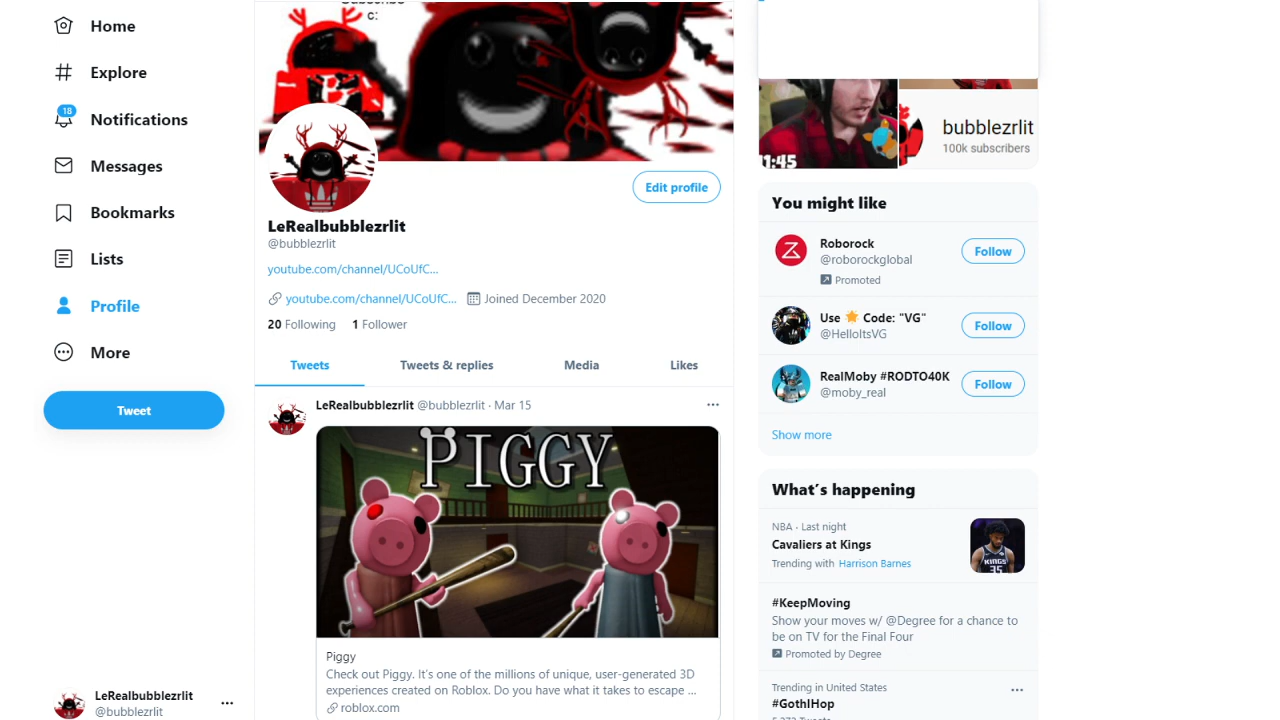 Home
Explore
18
Notifications
Messages
Bookmarks
Lists
Profile
More
Tweet
LeRealbubblezrlit
@bubblezrlit
c:
Edit profile
LeRealbubblezrlit
@bubblezrlit
youtube.com/channel/UCoUfC...
youtube.com/channel/UCoUfC... Joined December 2020
20 Following 1 Follower
Tweets Tweets & replies Media Likes
LeRealbubblezrlit @bubblezrlit · Mar 15
PIGGY
Piggy
Check out Piggy. It's one of the millions of unique, user-generated 3D
experiences created on Roblox. Do you have what it takes to escape ...
roblox.com
11:45
bubblezrlit
100k subscribers
You might like
Roborock
@roborockglobal
Promoted
Follow
Use 💥 Code: "VG"
@HelloItsVG
Follow
RealMoby #RODTO40K
@moby_real
Follow
Show more
What's happening
NBA · Last night
Cavaliers at Kings
Trending with Harrison Barnes
KINGS
35
#KeepMoving
Show your moves w/ @Degree for a chance to
be on TV for the Final Four
Promoted by Degree
Trending in United States
#GothIHop